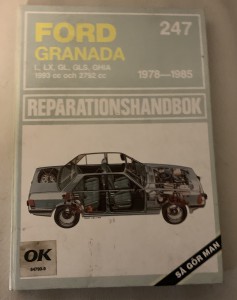 FORD
247
GRANADA
L, LX, GL, GLS, GHIA
1993 cc och 2792 cc
1978—1985
REPARATIONSHANDBOK
OK
SÅ GÖR MAN